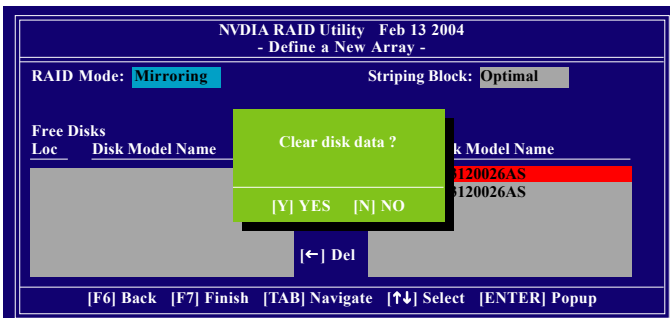 NVDIA RAID Utility Feb 13 2004
- Define a New Array -
RAID Mode: Mirroring Striping Block: Optimal
Free Disks
Loc Disk Model Name k Model Name
Clear disk data ?
120026AS
[Y] YES [N] NO
3120026AS
[←] Del
[F6] Back [F7] Finish [TAB] Navigate [↑↓] Select [ENTER] Popup